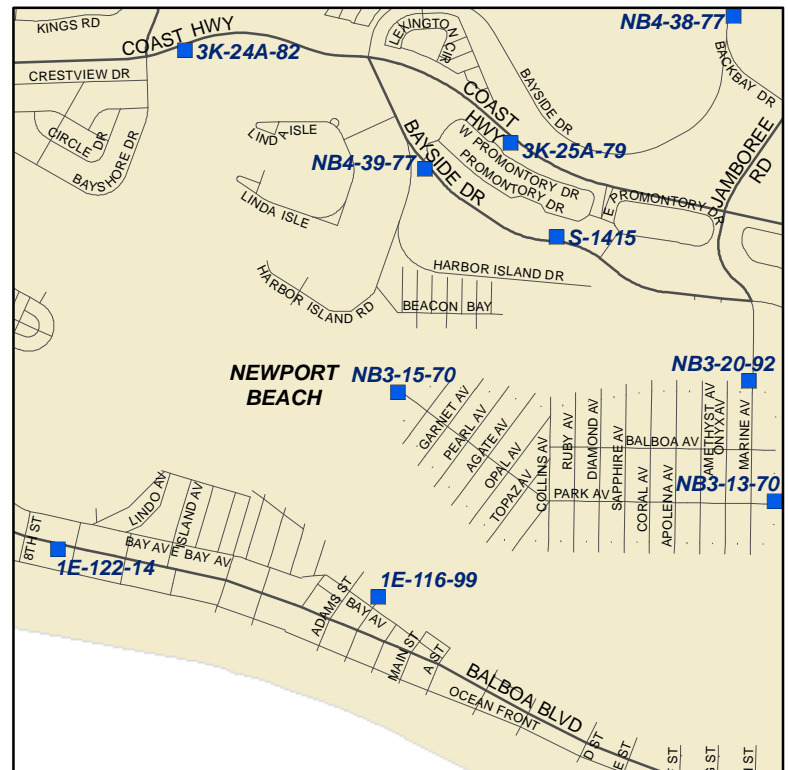 KINGS RD
COAST HWY
3K-24A-82
CRESTVIEW DR
CIRCLE DR
BAYSHORE DR
LEXINGTON CIR
NB4-38-77
BACKBAY DR
BAYSIDE DR
COAST HWY
3K-25A-79
JAMBOREE RD
LINDA ISLE
LINDA ISLE
NB4-39-77
BAYSIDE DR
W PROMONTORY DR
PROMONTORY DR
E PROMONTORY DR
S-1415
HARBOR ISLAND DR
HARBOR ISLAND RD
BEACON BAY
NEWPORT
BEACH
NB3-15-70
NB3-20-92
GARNET AV
PEARL AV
AGATE AV
OPAL AV
TOPAZ AV
COLLINS AV
RUBY AV
DIAMOND AV
SAPPHIRE AV
BALBOA AV
CORAL AV
APOLENA AV
AMETHYST AV
ONYX AV
MARINE AV
PARK AV
NB3-13-70
LINDO AV
ISLAND AV
8TH ST
BAY AV
E BAY AV
1E-122-14
1E-116-99
ADAMS ST
BAY AV
MAIN ST
A ST
BALBOA BLVD
OCEAN FRONT
D ST
E ST
ST
ST
ST